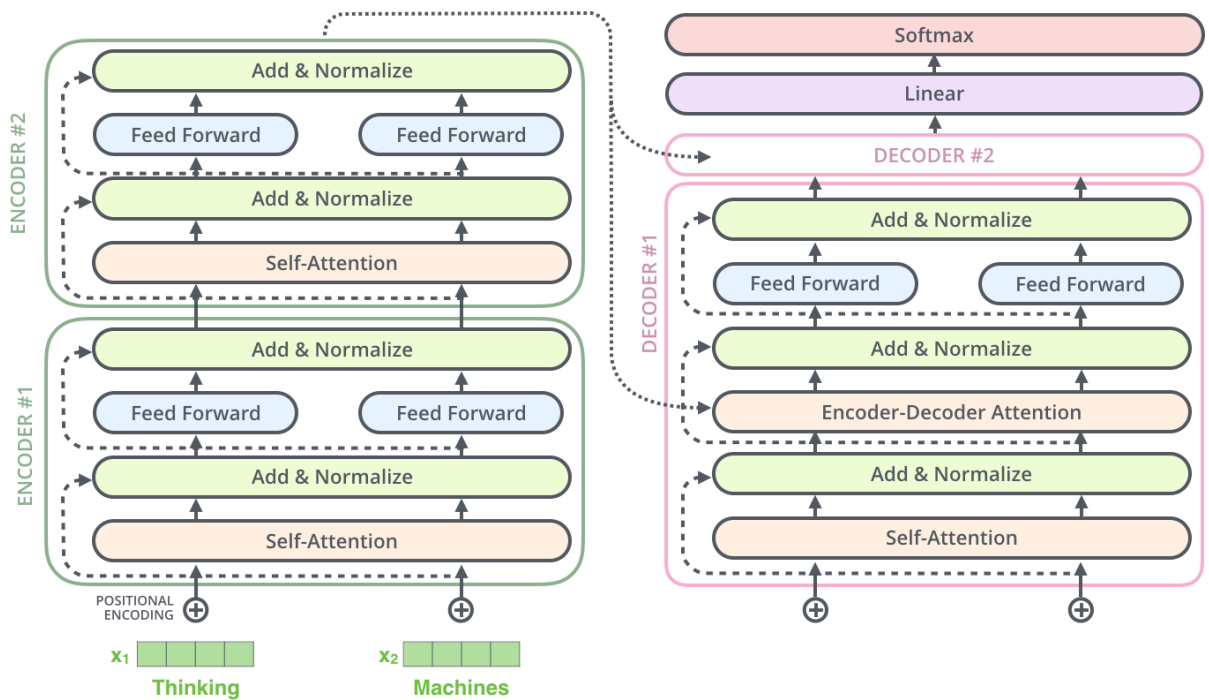 ENCODER #2
Add & Normalize
Feed Forward
Feed Forward
Add & Normalize
Self-Attention
ENCODER #1
Add & Normalize
Feed Forward
Feed Forward
Add & Normalize
Self-Attention
POSITIONAL
ENCODING
x₁
x₂
Thinking
Machines
Softmax
Linear
DECODER #2
DECODER #1
Add & Normalize
Feed Forward
Feed Forward
Add & Normalize
Encoder-Decoder Attention
Add & Normalize
Self-Attention